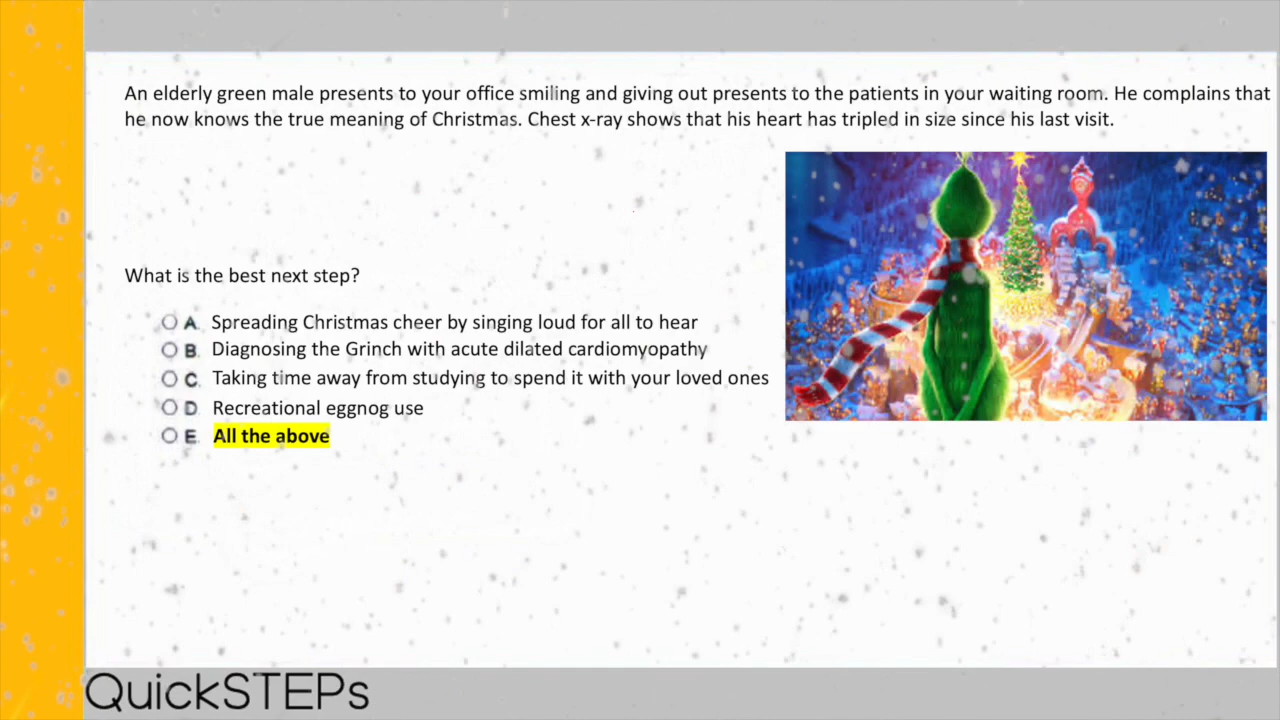 An elderly green male presents to your office smiling and giving out presents to the patients in your waiting room. He complains that
he now knows the true meaning of Christmas. Chest x-ray shows that his heart has tripled in size since his last visit.
What is the best next step?
A. Spreading Christmas cheer by singing loud for all to hear
B. Diagnosing the Grinch with acute dilated cardiomyopathy
C. Taking time away from studying to spend it with your loved ones
D. Recreational eggnog use
E. All the above
QuickSTEPs